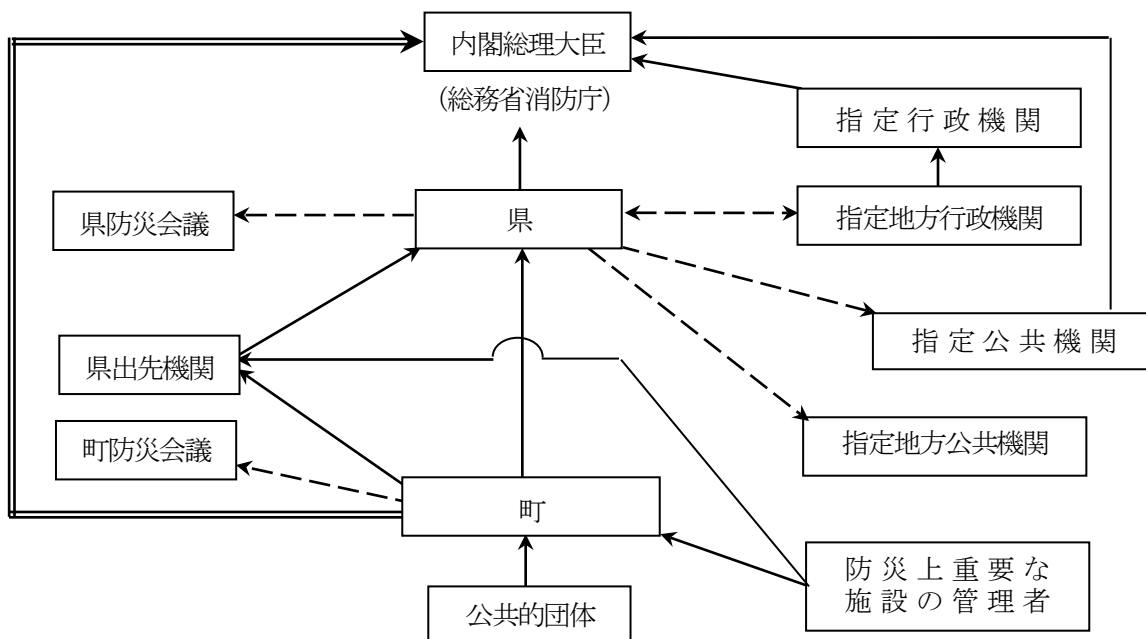 内閣総理大臣
(総務省消防庁)
指定行政機関
県防災会議
県
指定地方行政機関
県出先機関
指定公共機関
町防災会議
指定地方公共機関
町
防災上重要な
施設の管理者
公共的団体